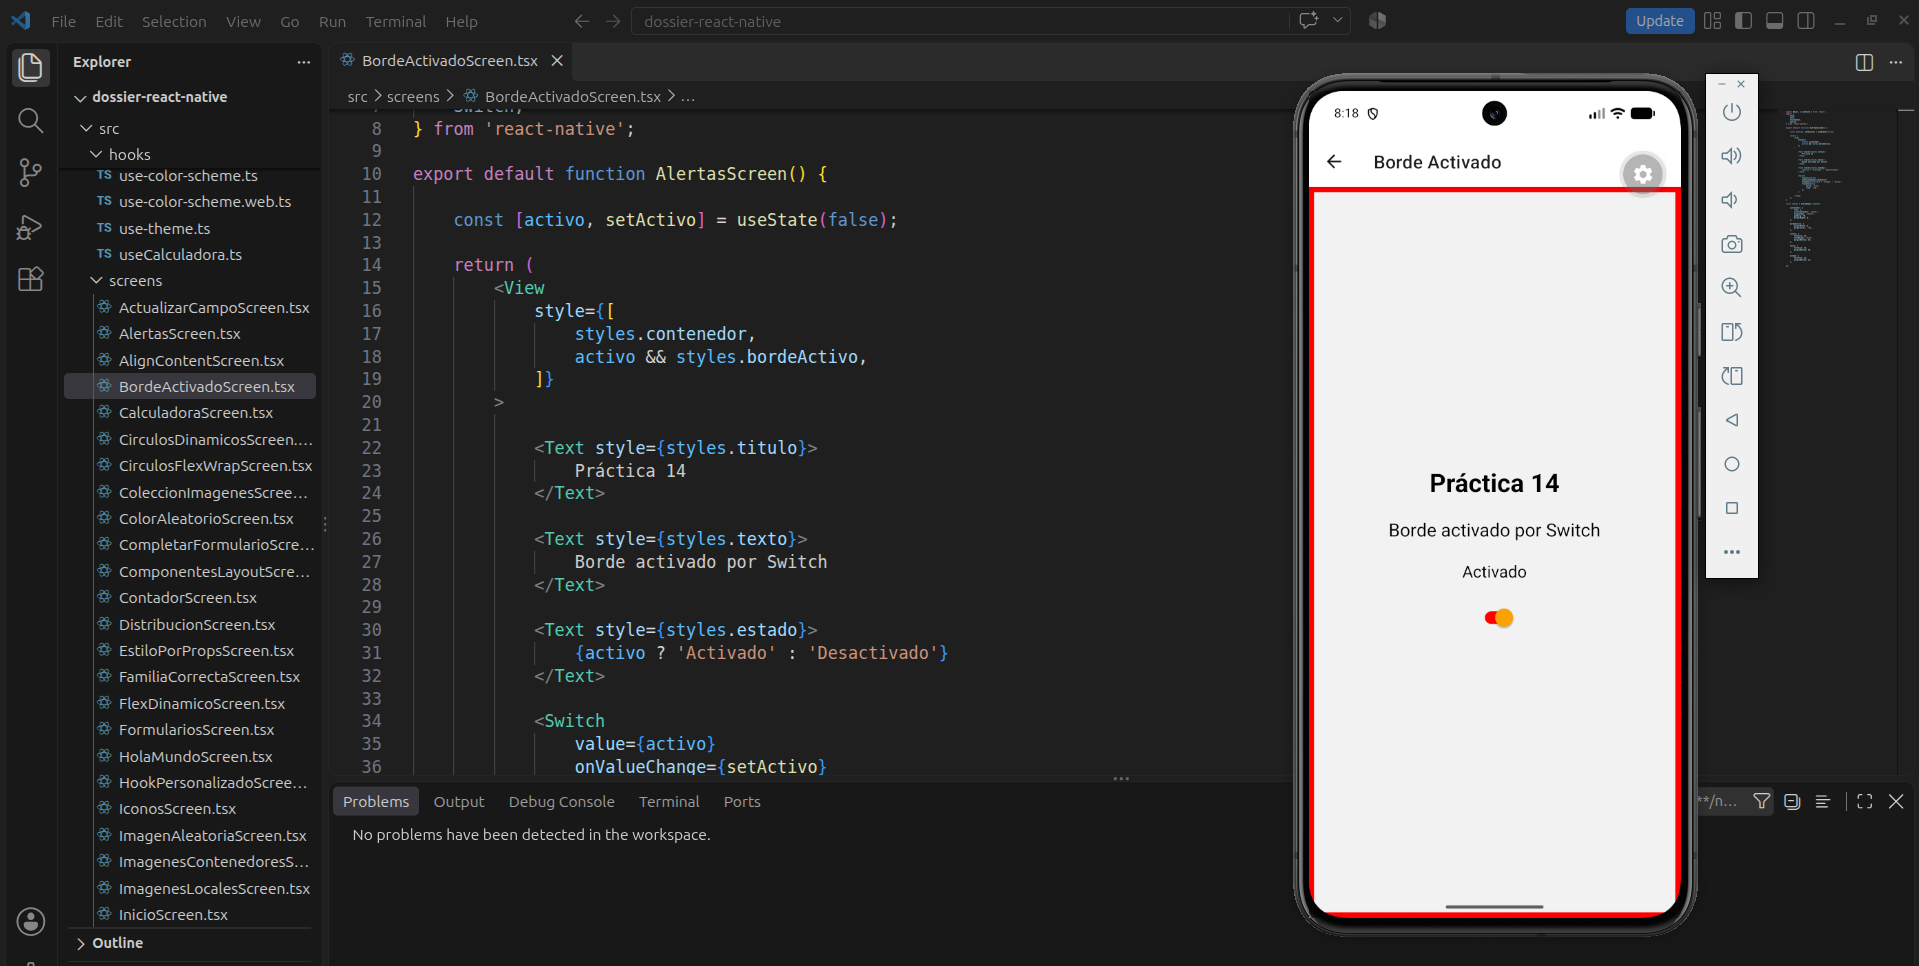 File Edit Selection View Go Run Terminal Help
dossier-react-native
Update
Explorer
dossier-react-native
src
hooks
use-color-scheme.ts
TS use-color-scheme.web.ts
TS use-theme.ts
TS useCalculadora.ts
screens
ActualizarCampoScreen.tsx
AlertasScreen.tsx
AlignContentScreen.tsx
BordeActivadoScreen.tsx
CalculadoraScreen.tsx
CirculosDinamicosScreen....
CirculosFlexWrapScreen.tsx
ColeccionImagenesScree...
ColorAleatorioScreen.tsx
CompletarFormularioScre...
ComponentesLayoutScre...
ContadorScreen.tsx
DistribucionScreen.tsx
EstiloPorPropsScreen.tsx
FamiliaCorrectaScreen.tsx
FlexDinamicoScreen.tsx
FormulariosScreen.tsx
HolaMundoScreen.tsx
HookPersonalizadoScree...
IconosScreen.tsx
ImagenAleatoriaScreen.tsx
ImagenesContenedoresS...
ImagenesLocalesScreen.tsx
InicioScreen.tsx
Outline
BordeActivadoScreen.tsx
src > screens > BordeActivadoScreen.tsx > ...
Switch,
8 } from 'react-native';
9
10 export default function AlertasScreen() {
11
12 const [activo, setActivo] = useState(false);
13
14 return (
15 <View
16 style={[
17 styles.contenedor,
18 activo && styles.bordeActivo,
19 ]}
20 >
21
22 <Text style={styles.titulo}>
23 Práctica 14
24 </Text>
25
26 <Text style={styles.texto}>
27 Borde activado por Switch
28 </Text>
29
30 <Text style={styles.estado}>
31 {activo ? 'Activado' : 'Desactivado'}
32 </Text>
33
34 <Switch
35 value={activo}
36 onValueChange={setActivo}
Problems Output Debug Console Terminal Ports
**/n...
No problems have been detected in the workspace.
8:18
Borde Activado
Práctica 14
Borde activado por Switch
Activado